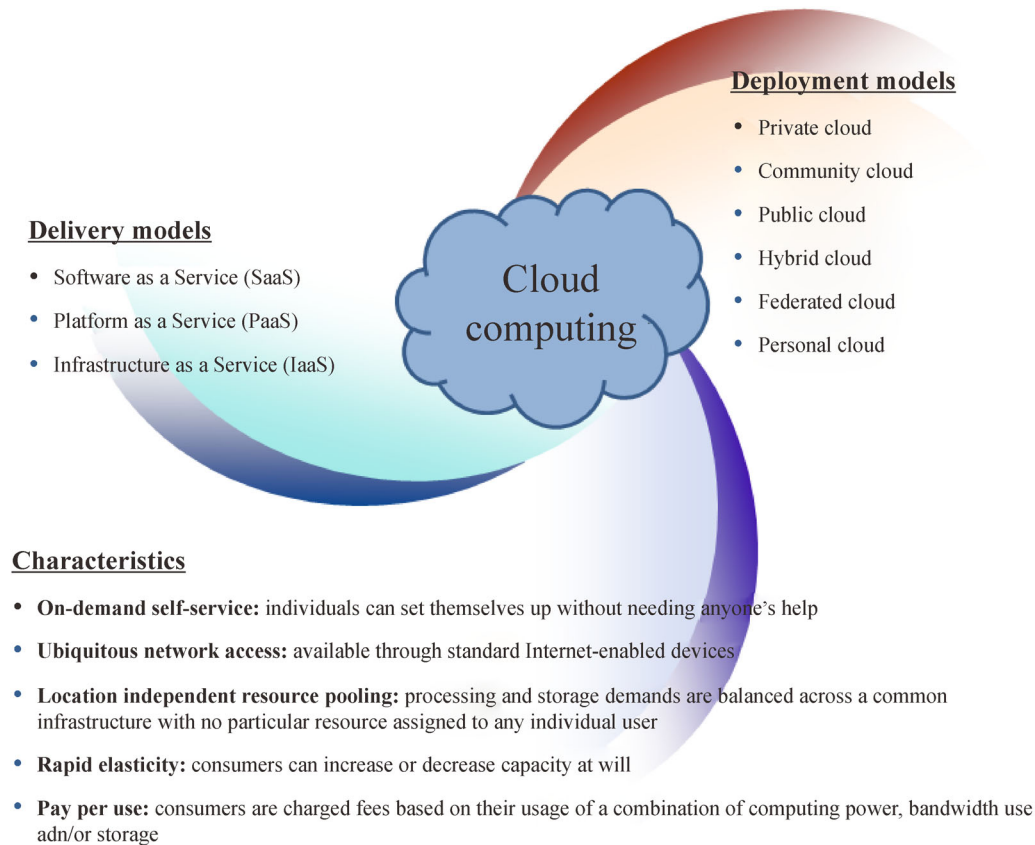 Deployment models
• Private cloud
• Community cloud
• Public cloud
• Hybrid cloud
• Federated cloud
• Personal cloud
Delivery models
• Software as a Service (SaaS)
• Platform as a Service (PaaS)
• Infrastructure as a Service (IaaS)
Cloud
computing
Characteristics
• On-demand self-service: individuals can set themselves up without needing anyone’s help
• Ubiquitous network access: available through standard Internet-enabled devices
• Location independent resource pooling: processing and storage demands are balanced across a common
infrastructure with no particular resource assigned to any individual user
• Rapid elasticity: consumers can increase or decrease capacity at will
• Pay per use: consumers are charged fees based on their usage of a combination of computing power, bandwidth use
adn/or storage